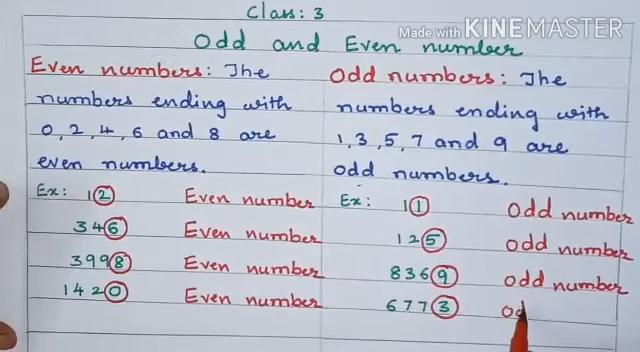 Class: 3
Made with KINEMASTER
Odd and Even number
Even numbers: The
numbers ending with
0, 2, 4, 6 and 8 are
even numbers.
Ex: 12 Even number
346 Even number
3998 Even number
1420 Even number
Odd numbers: The
numbers ending with
1, 3, 5, 7 and 9 are
odd numbers.
Ex: 11 Odd number
125 odd number
8369 odd number
6773 od